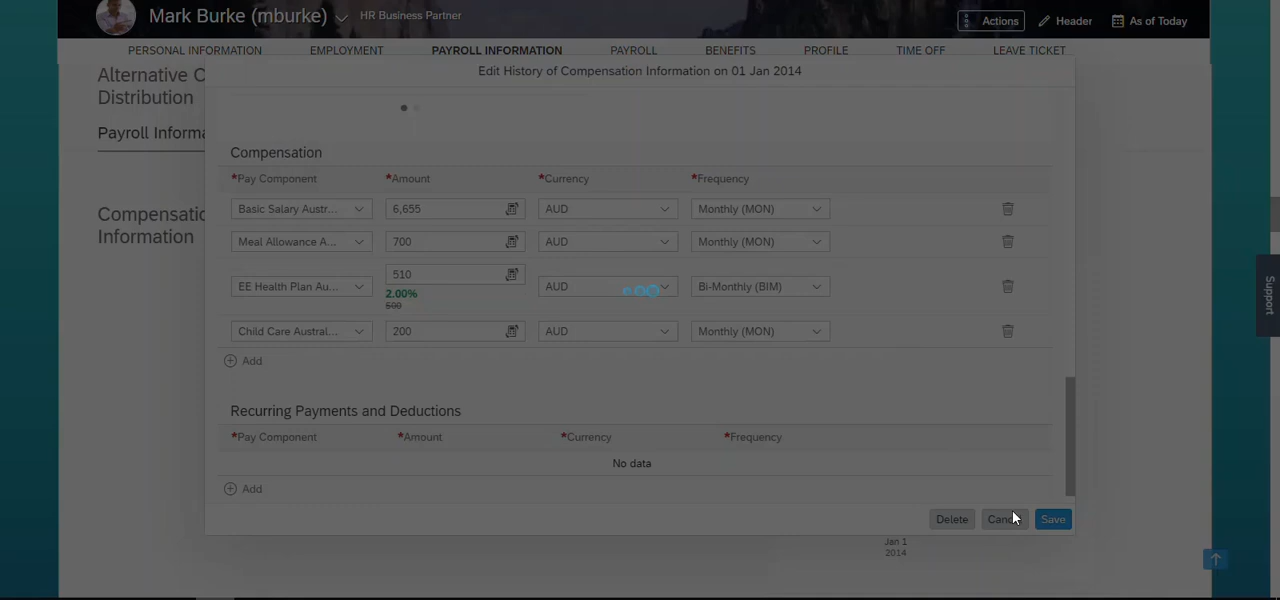 Mark Burke (mburke) HR Business Partner
Actions Header As of Today
PERSONAL INFORMATION EMPLOYMENT PAYROLL INFORMATION PAYROLL BENEFITS PROFILE TIME OFF LEAVE TICKET
Alternative C
Distribution
Edit History of Compensation Information on 01 Jan 2014
Payroll Informa
Compensation
*Pay Component *Amount *Currency *Frequency
Basic Salary Austr... 6,655 AUD Monthly (MON)
Compensatio
Information
Meal Allowance A... 700 AUD Monthly (MON)
EE Health Plan Au... 510 AUD Bi-Monthly (BIM)
2.00%
500
Child Care Austral... 200 AUD Monthly (MON)
Add
Recurring Payments and Deductions
*Pay Component *Amount *Currency *Frequency
No data
Add
Delete Cancel Save
Jan 1
2014
Support